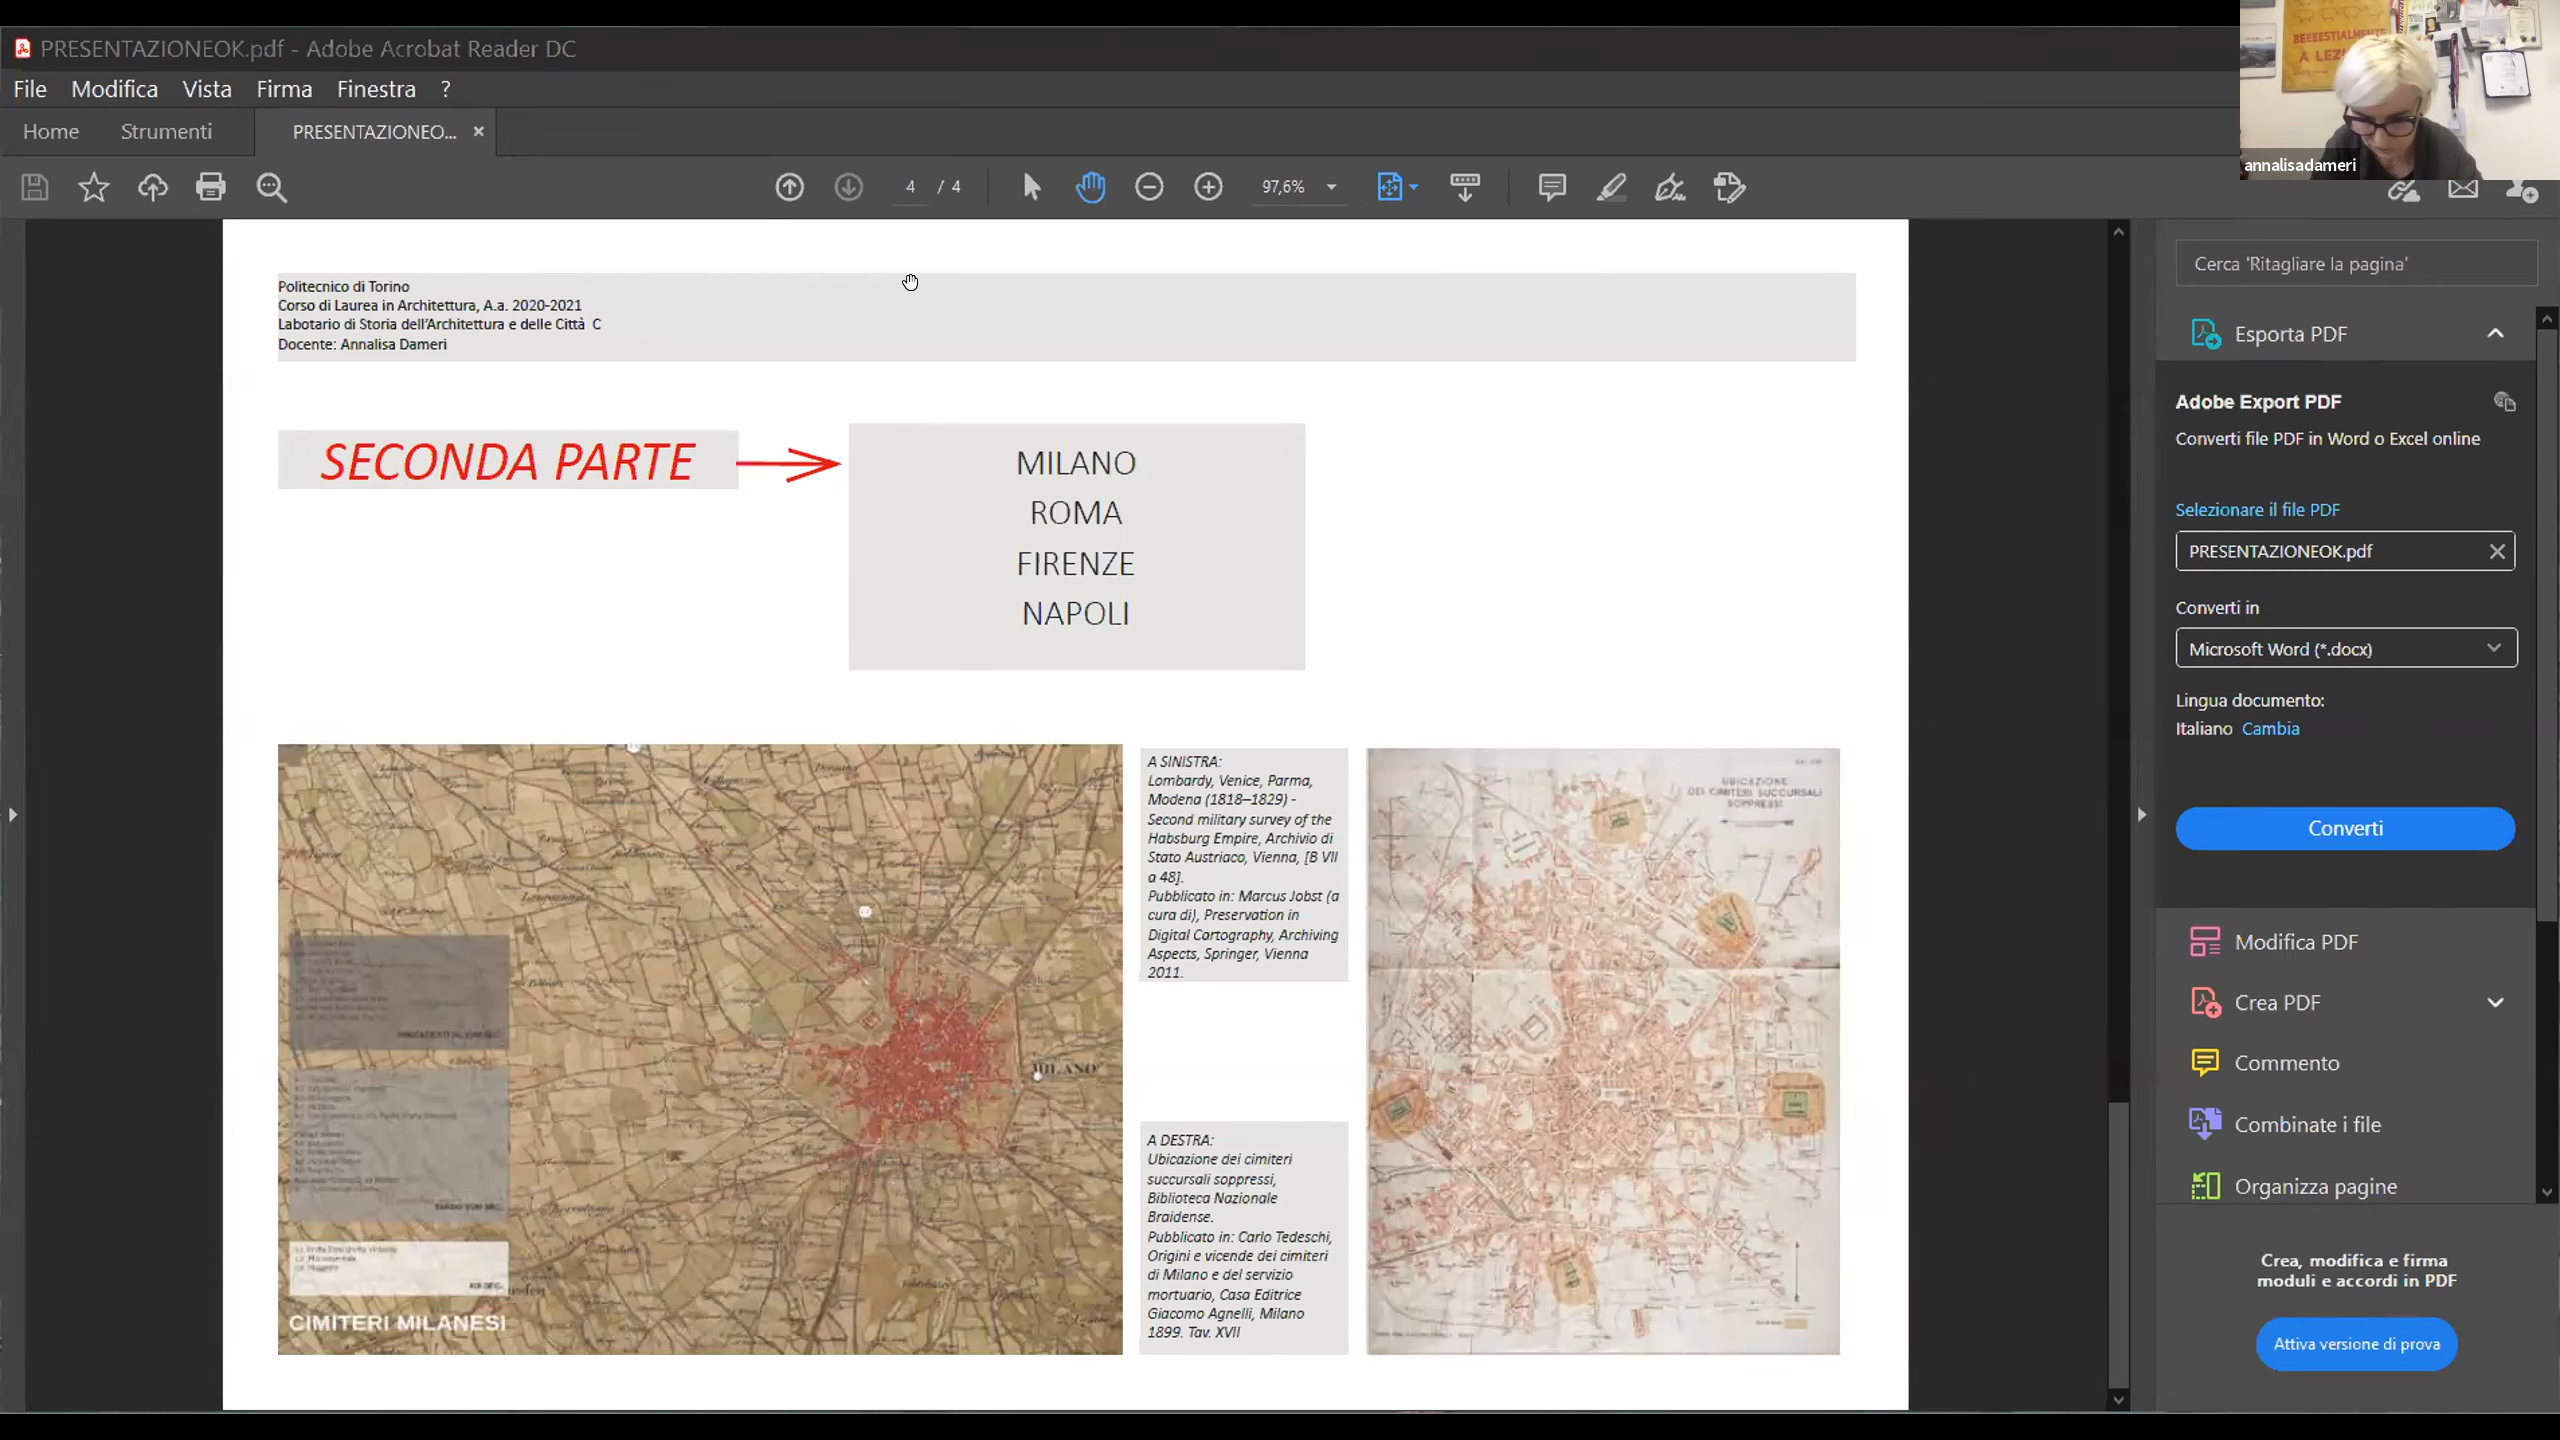 PRESENTAZIONEOK.pdf - Adobe Acrobat Reader DC
File Modifica Vista Firma Finestra ?
Home Strumenti PRESENTAZIONEO... ×
4 / 4 97,6%
BEEEESTIALMENTE
A LEZ
annalisadameri
Politecnico di Torino
Corso di Laurea in Architettura, A.a. 2020-2021
Labotario di Storia dell'Architettura e delle Città C
Docente: Annalisa Dameri
SECONDA PARTE
MILANO
ROMA
FIRENZE
NAPOLI
MILANO
CIMITERI MILANESI
A SINISTRA:
Lombardy, Venice, Parma,
Modena (1818–1829) -
Second military survey of the
Habsburg Empire, Archivio di
Stato Austriaco, Vienna, [B VII
a 48].
Pubblicato in: Marcus Jobst (a
cura di), Preservation in
Digital Cartography, Archiving
Aspects, Springer, Vienna
2011.
A DESTRA:
Ubicazione dei cimiteri
succursali soppressi,
Biblioteca Nazionale
Braidense.
Pubblicato in: Carlo Tedeschi,
Origini e vicende dei cimiteri
di Milano e del servizio
mortuario, Casa Editrice
Giacomo Agnelli, Milano
1899. Tav. XVII
UBICAZIONE
DEI CIMITERI SUCCURSALI
SOPPRESSI
Cerca 'Ritagliare la pagina'
Esporta PDF
Adobe Export PDF
Converti file PDF in Word o Excel online
Selezionare il file PDF
PRESENTAZIONEOK.pdf
Converti in
Microsoft Word (*.docx)
Lingua documento:
Italiano Cambia
Converti
Modifica PDF
Crea PDF
Commento
Combinate i file
Organizza pagine
Crea, modifica e firma
moduli e accordi in PDF
Attiva versione di prova